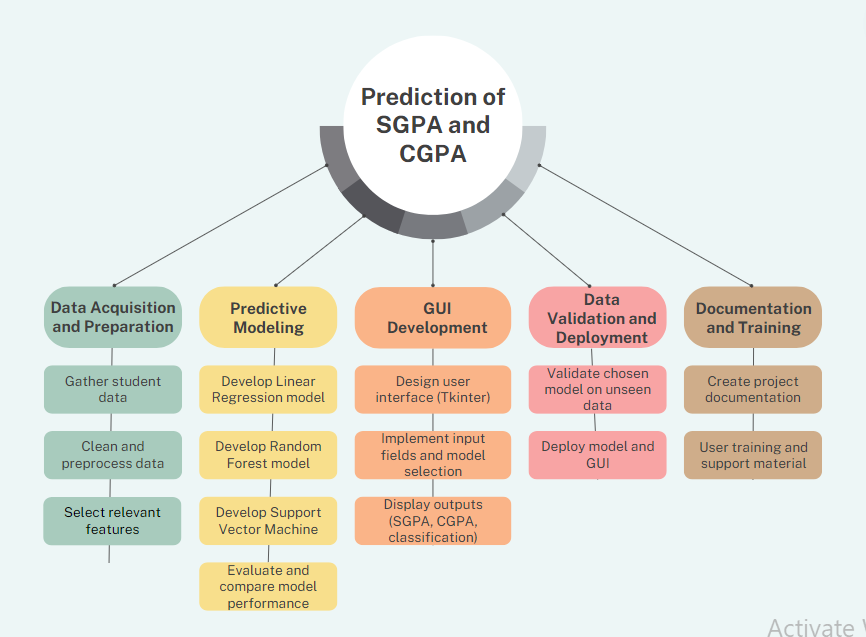 Prediction of
SGPA and
CGPA
Data Acquisition
and Preparation
Gather student
data
Clean and
preprocess data
Select relevant
features
Predictive
Modeling
Develop Linear
Regression model
Develop Random
Forest model
Develop Support
Vector Machine
Evaluate and
compare model
performance
GUI
Development
Design user
interface (Tkinter)
Implement input
fields and model
selection
Display outputs
(SGPA, CGPA,
classification)
Data
Validation and
Deployment
Validate chosen
model on unseen
data
Deploy model and
GUI
Documentation
and Training
Create project
documentation
User training and
support material
Activate